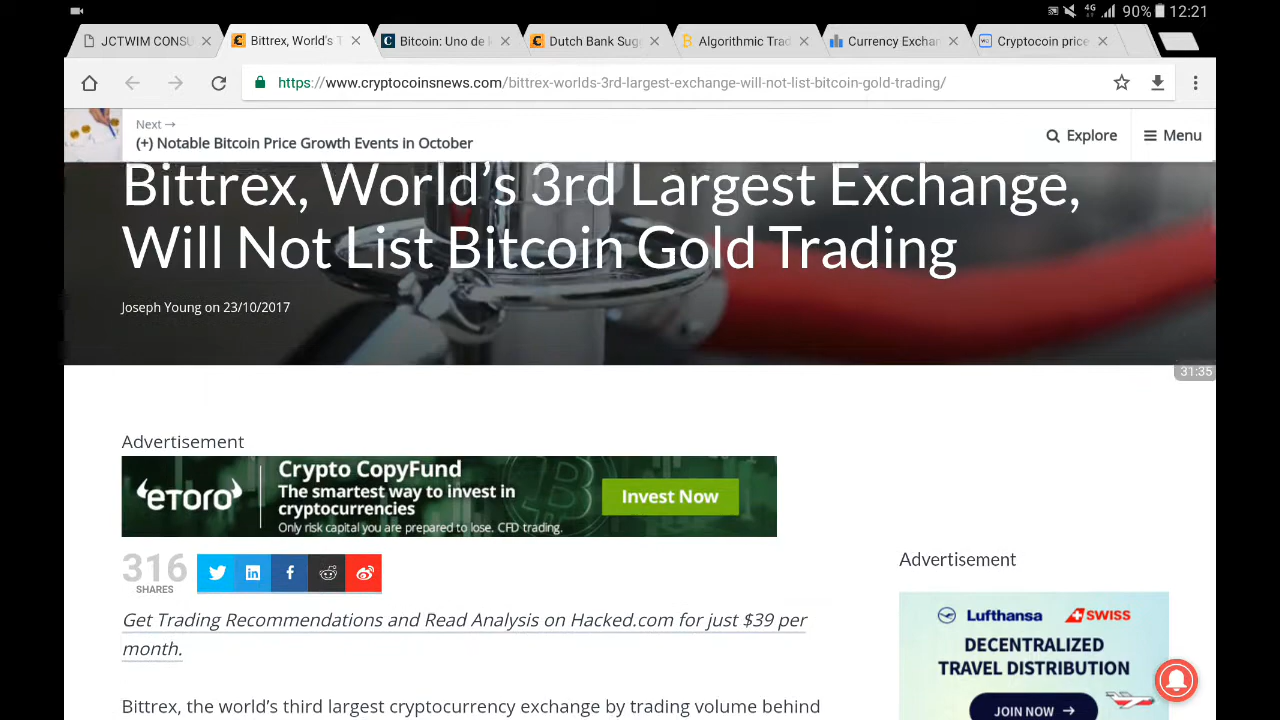 4G 90% 12:21
JCTWIM CONSU
Bittrex, World's T
Bitcoin: Uno de l
Dutch Bank Sug
Algorithmic Trad
Currency Exchan
Cryptocoin price
https://www.cryptocoinsnews.com/bittrex-worlds-3rd-largest-exchange-will-not-list-bitcoin-gold-trading/
Next →
(+) Notable Bitcoin Price Growth Events in October
Explore
Menu
Bittrex, World’s 3rd Largest Exchange,
Will Not List Bitcoin Gold Trading
Joseph Young on 23/10/2017
31:35
Advertisement
eTORO
Crypto CopyFund
The smartest way to invest in
cryptocurrencies
Only risk capital you are prepared to lose. CFD trading.
Invest Now
316
SHARES
Get Trading Recommendations and Read Analysis on Hacked.com for just $39 per
month.
Bittrex, the world’s third largest cryptocurrency exchange by trading volume behind
Advertisement
Lufthansa SWISS
DECENTRALIZED
TRAVEL DISTRIBUTION
JOIN NOW →